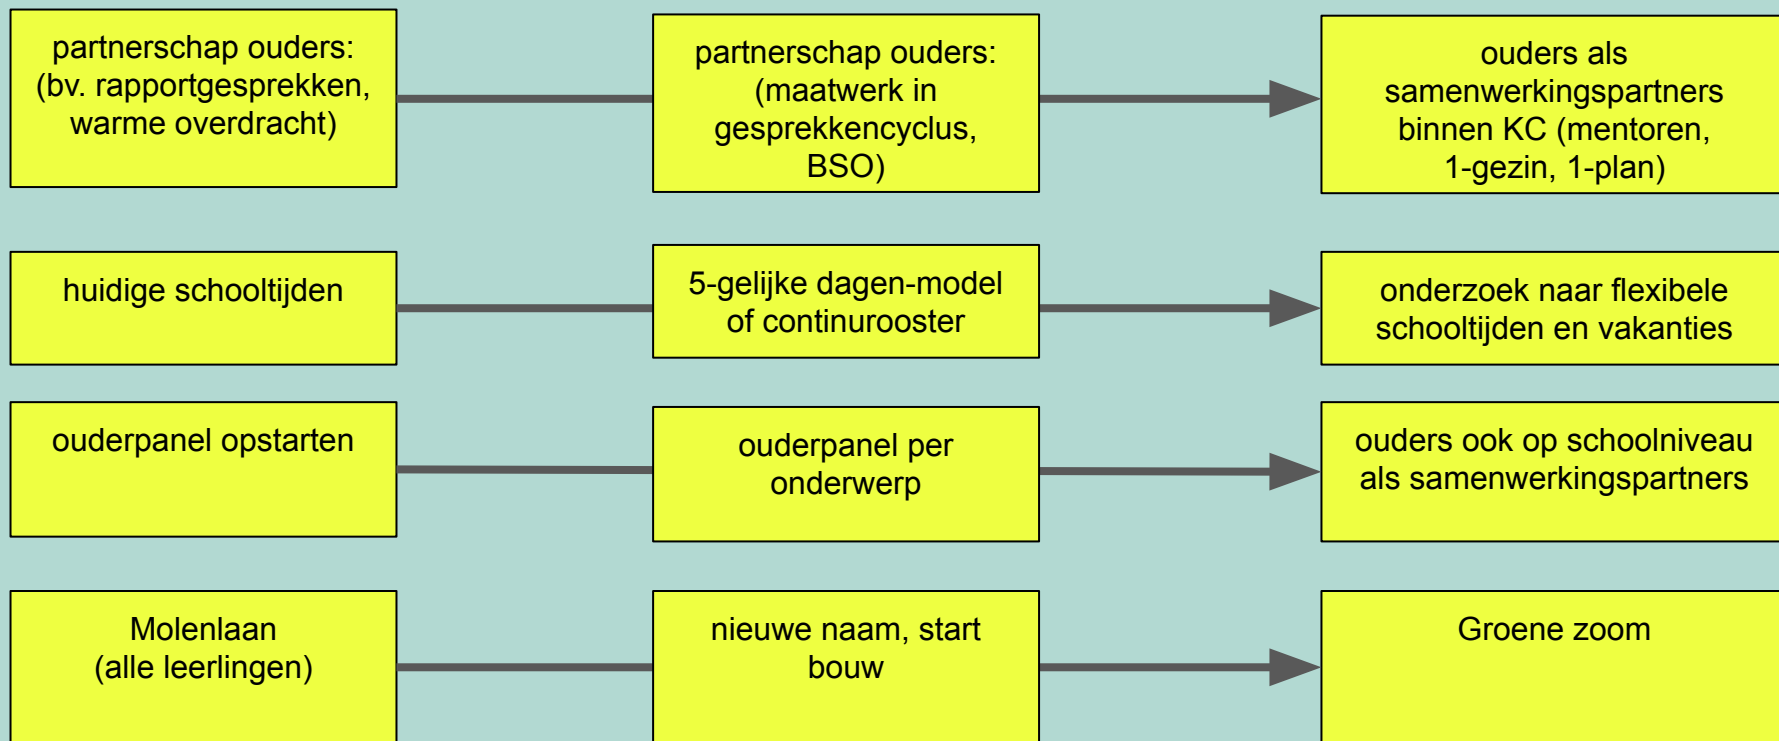 partnerschap ouders:
(bv. rapportgesprekken,
warme overdracht)
partnerschap ouders:
(maatwerk in
gesprekkencyclus,
BSO)
ouders als
samenwerkingspartners
binnen KC (mentoren,
1-gezin, 1-plan)
huidige schooltijden
5-gelijke dagen-model
of continurooster
onderzoek naar flexibele
schooltijden en vakanties
ouderpanel opstarten
ouderpanel per
onderwerp
ouders ook op schoolniveau
als samenwerkingspartners
Molenlaan
(alle leerlingen)
nieuwe naam, start
bouw
Groene zoom